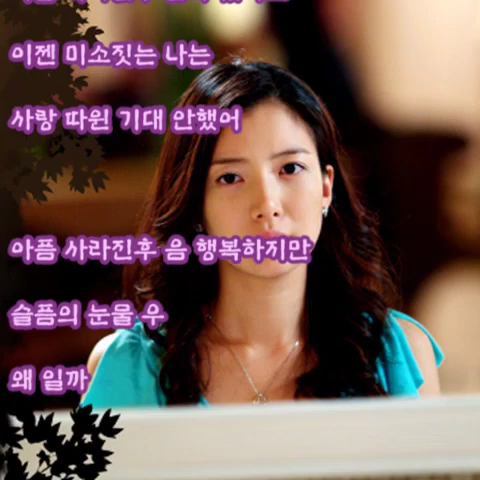 이젠 미소짓는 나는
사랑 따윈 기대 안했어
아픔 사라진후 음 행복하지만
슬픔의 눈물 우
왜 일까